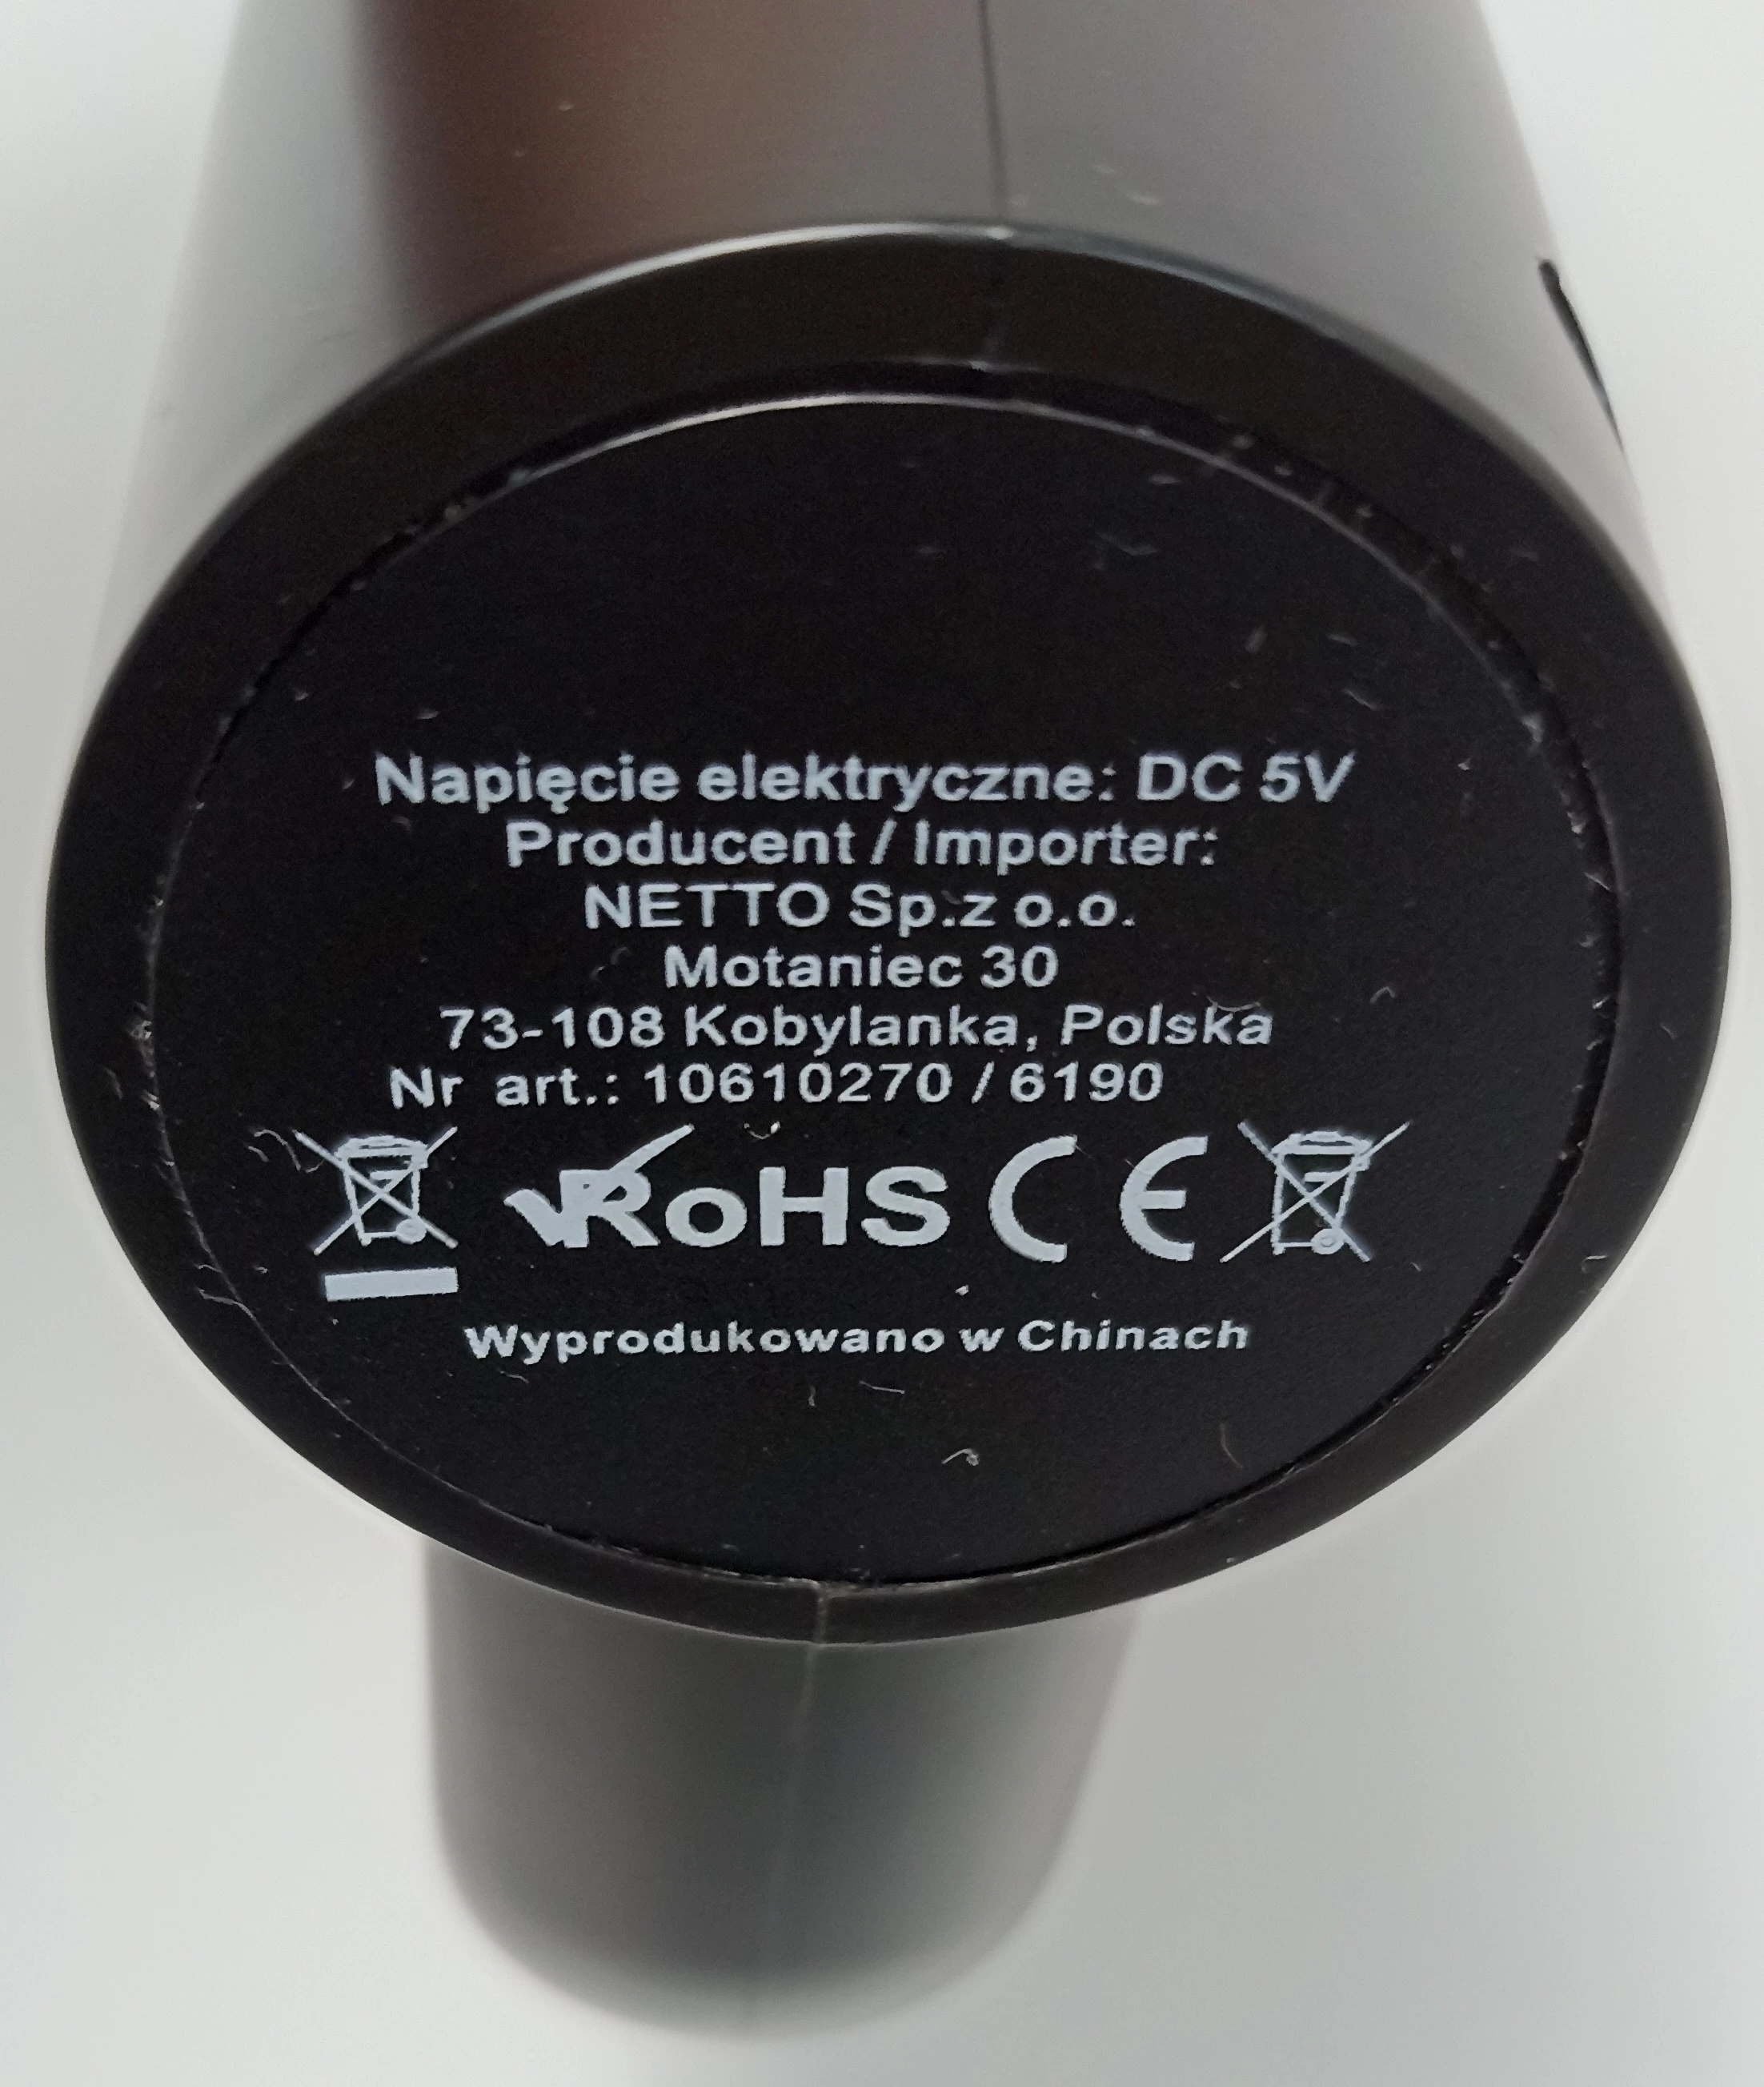 Napięcie elektryczne: DC 5V
Producent / Importer:
NETTO Sp.z o.o.
Motaniec 30
73-108 Kobylanka, Polska
Nr art.: 10610270 / 6190
RoHS CE
Wyprodukowano w Chinach